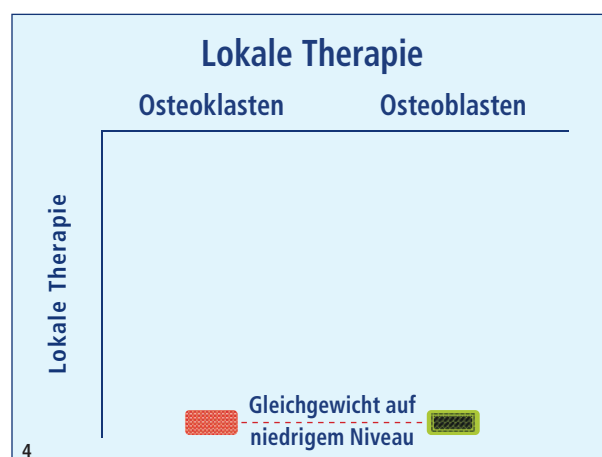 Lokale Therapie
Osteoklasten Osteoblasten
Lokale Therapie
Gleichgewicht auf
niedrigem Niveau
4